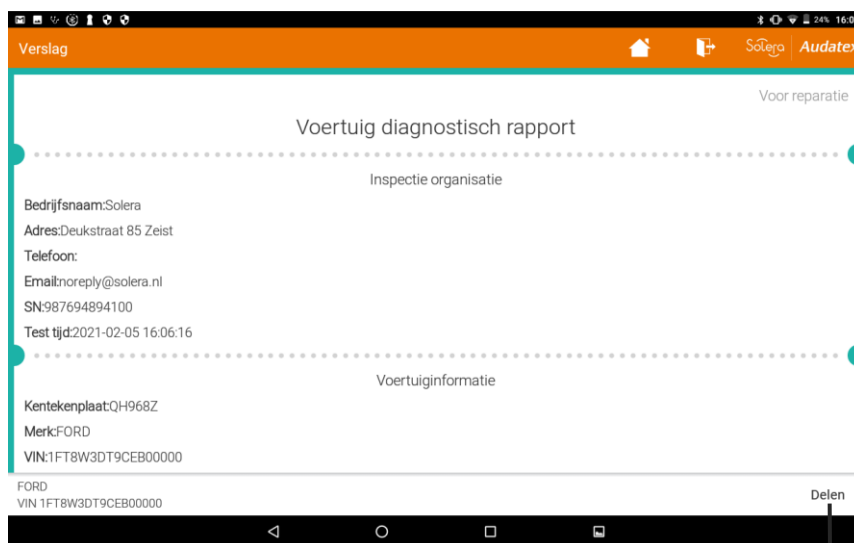 24% 16:0
Verslag
Solera Audatex
Voor reparatie
Voertuig diagnostisch rapport
Inspectie organisatie
Bedrijfsnaam:Solera
Adres:Deukstraat 85 Zeist
Telefoon:
Email:noreply@solera.nl
SN:987694894100
Test tijd:2021-02-05 16:06:16
Voertuiginformatie
Kentekenplaat:QH968Z
Merk:FORD
VIN:1FT8W3DT9CEB00000
FORD
VIN 1FT8W3DT9CEB00000
Delen